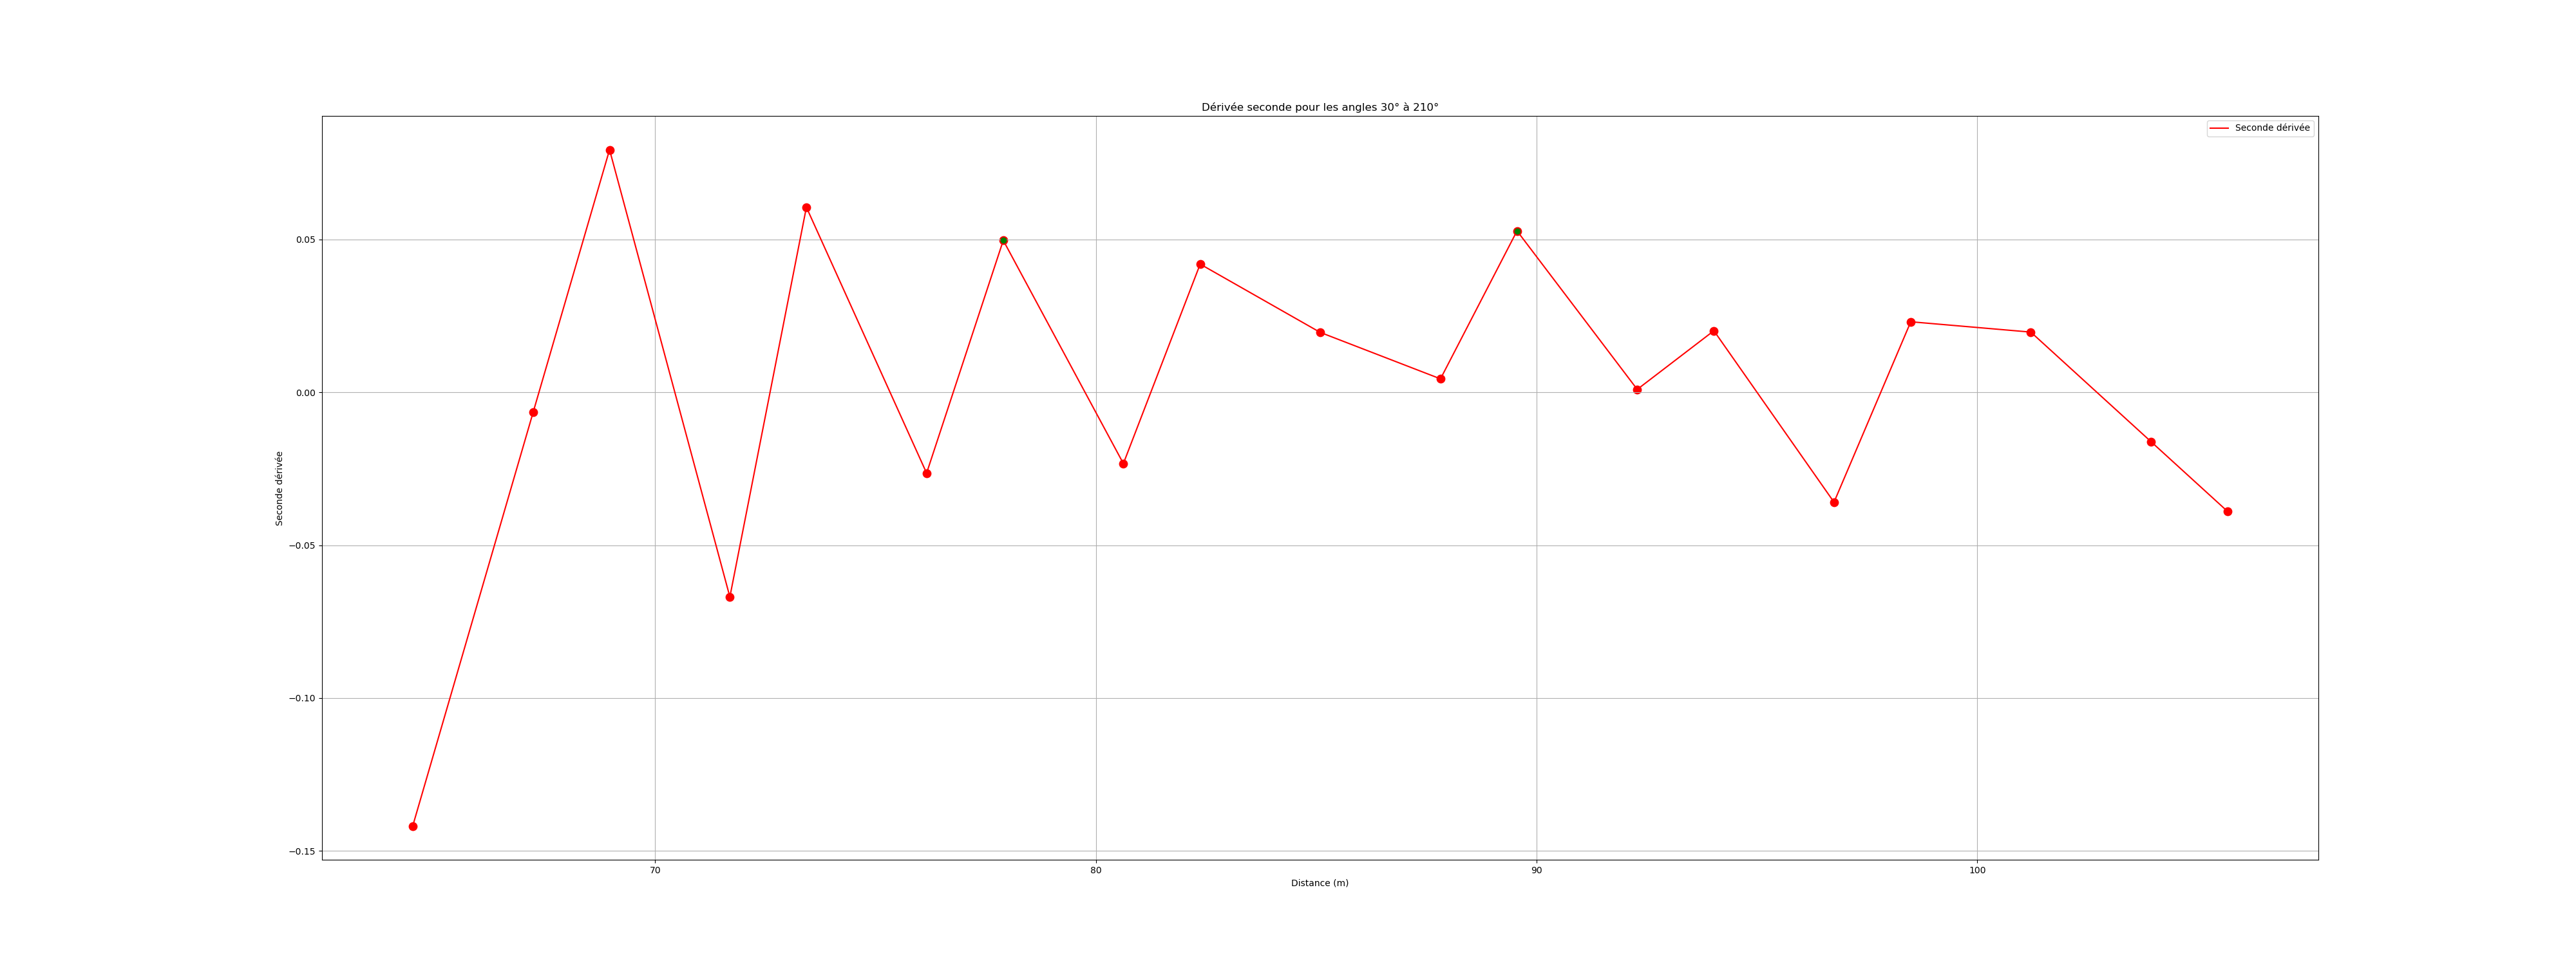 Dérivée seconde pour les angles 30° à 210°
Seconde dérivée
0.05
0.00
−0.05
−0.10
−0.15
Seconde dérivée
70
80
90
100
Distance (m)